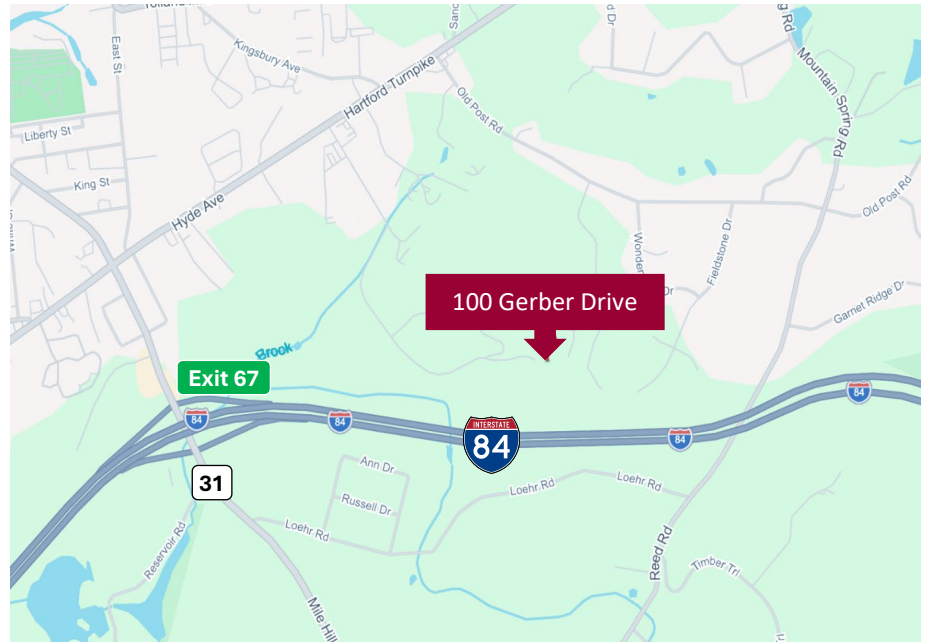 East St
Kingsbury Ave
Hartford Turnpike
Old Post Rd
Mountain Spring Rd
Liberty St
King St
Hyde Ave
Old Post Rd
Fieldstone Dr
Garnet Ridge Dr
100 Gerber Drive
Brook
Exit 67
84
84
INTERSTATE
84
84
84
31
Ann Dr
Russell Dr
Loehr Rd
Loehr Rd
Loehr Rd
Reservoir Rd
Reed Rd
Timber Trl
Mile Hill